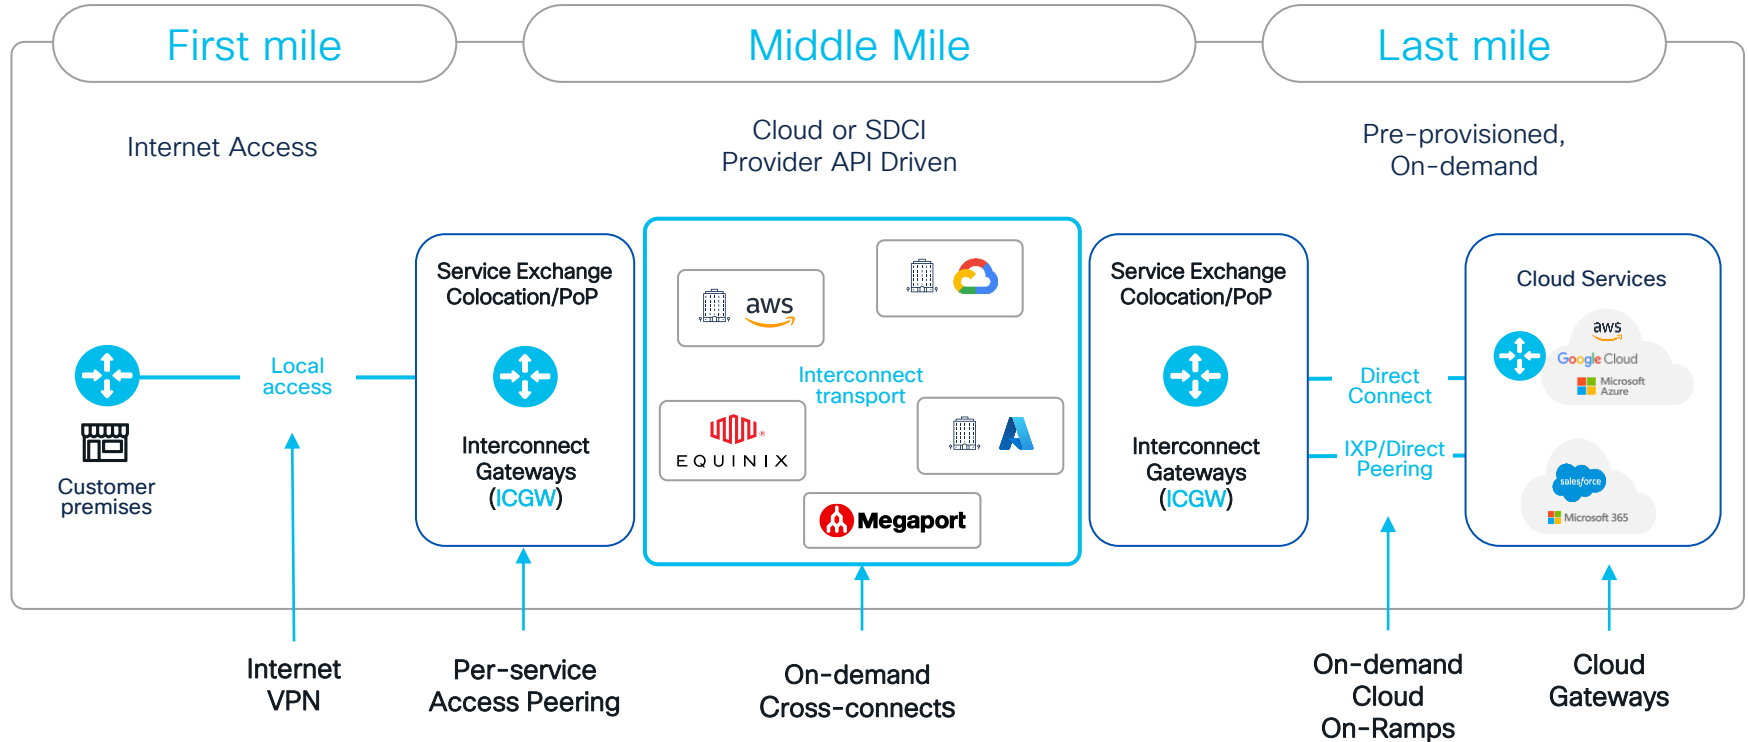 First mile
Middle Mile
Last mile
Internet Access
Cloud or SDCI
Provider API Driven
Pre-provisioned,
On-demand
Customer
premises
Local
access
Service Exchange
Colocation/PoP
Interconnect
Gateways
(ICGW)
aws
Interconnect
transport
EQUINIX
Megaport
Service Exchange
Colocation/PoP
Interconnect
Gateways
(ICGW)
Direct
Connect
IXP/Direct
Peering
Cloud Services
aws
Google Cloud
Microsoft
Azure
salesforce
Microsoft 365
Internet
VPN
Per-service
Access Peering
On-demand
Cross-connects
On-demand
Cloud
On-Ramps
Cloud
Gateways